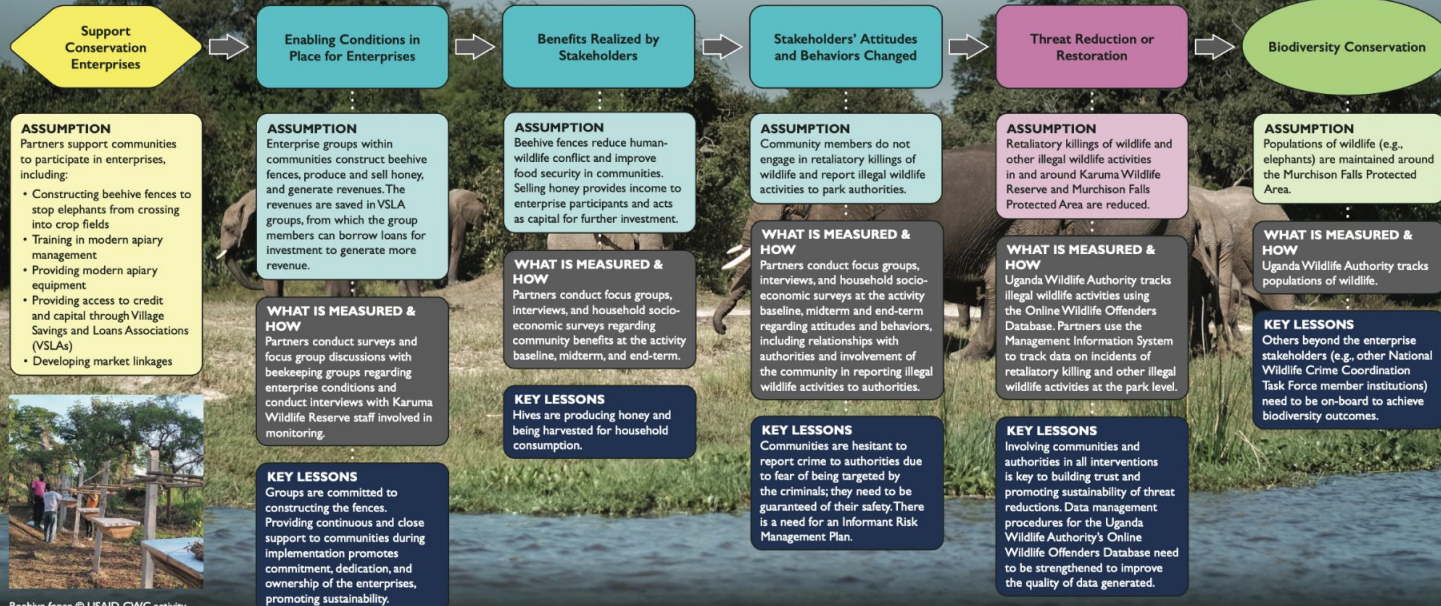 Support
Conservation
Enterprises
Enabling Conditions in
Place for Enterprises
Benefits Realized by
Stakeholders
Stakeholders' Attitudes
and Behaviors Changed
Threat Reduction or
Restoration
Biodiversity Conservation
ASSUMPTION
Partners support communities
to participate in enterprises,
including:
• Constructing beehive fences to
stop elephants from crossing
into crop fields
• Training in modern apiary
management
• Providing modern apiary
equipment
• Providing access to credit
and capital through Village
Savings and Loans Associations
(VSLAs)
• Developing market linkages
Beehive fence © USAID CWC activity
ASSUMPTION
Enterprise groups within
communities construct beehive
fences, produce and sell honey,
and generate revenues. The
revenues are saved in VSLA
groups, from which the group
members can borrow loans for
investment to generate more
revenue.
WHAT IS MEASURED &
HOW
Partners conduct surveys and
focus group discussions with
beekeeping groups regarding
enterprise conditions and
conduct interviews with Karuma
Wildlife Reserve staff involved in
monitoring.
KEY LESSONS
Groups are committed to
constructing the fences.
Providing continuous and close
support to communities during
implementation promotes
commitment, dedication, and
ownership of the enterprises,
promoting sustainability.
ASSUMPTION
Beehive fences reduce human-
wildlife conflict and improve
food security in communities.
Selling honey provides income to
enterprise participants and acts
as capital for further investment.
WHAT IS MEASURED &
HOW
Partners conduct focus groups,
interviews, and household socio-
economic surveys regarding
community benefits at the activity
baseline, midterm, and end-term.
KEY LESSONS
Hives are producing honey and
being harvested for household
consumption.
ASSUMPTION
Community members do not
engage in retaliatory killings of
wildlife and report illegal wildlife
activities to park authorities.
WHAT IS MEASURED &
HOW
Partners conduct focus groups,
interviews, and household socio-
economic surveys at the activity
baseline, midterm and end-term
regarding attitudes and behaviors,
including relationships with
authorities and involvement of
the community in reporting illegal
wildlife activities to authorities.
KEY LESSONS
Communities are hesitant to
report crime to authorities due
to fear of being targeted by
the criminals; they need to be
guaranteed of their safety. There
is a need for an Informant Risk
Management Plan.
ASSUMPTION
Retaliatory killings of wildlife and
other illegal wildlife activities
in and around Karuma Wildlife
Reserve and Murchison Falls
Protected Area are reduced.
WHAT IS MEASURED &
HOW
Uganda Wildlife Authority tracks
illegal wildlife activities using
the Online Wildlife Offenders
Database. Partners use the
Management Information System
to track data on incidents of
retaliatory killing and other illegal
wildlife activities at the park level.
KEY LESSONS
Involving communities and
authorities in all interventions
is key to building trust and
promoting sustainability of threat
reductions. Data management
procedures for the Uganda
Wildlife Authority's Online
Wildlife Offenders Database need
to be strengthened to improve
the quality of data generated.
ASSUMPTION
Populations of wildlife (e.g.,
elephants) are maintained around
the Murchison Falls Protected
Area.
WHAT IS MEASURED &
HOW
Uganda Wildlife Authority tracks
populations of wildlife.
KEY LESSONS
Others beyond the enterprise
stakeholders (e.g., other National
Wildlife Crime Coordination
Task Force member institutions)
need to be on-board to achieve
biodiversity outcomes.